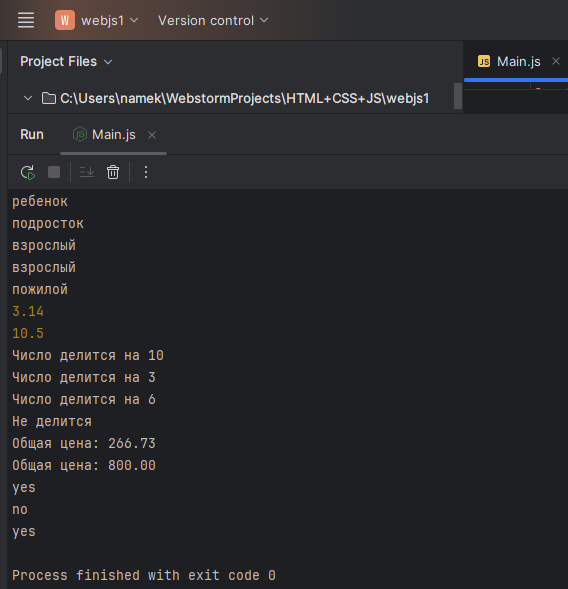 W webjs1 Version control
Project Files
JS Main.js
C:\Users\namek\WebstormProjects\HTML+CSS+JS\webjs1
Run JS Main.js
ребенок
подросток
взрослый
взрослый
пожилой
3.14
10.5
Число делится на 10
Число делится на 3
Число делится на 6
Не делится
Общая цена: 266.73
Общая цена: 800.00
yes
no
yes
Process finished with exit code 0